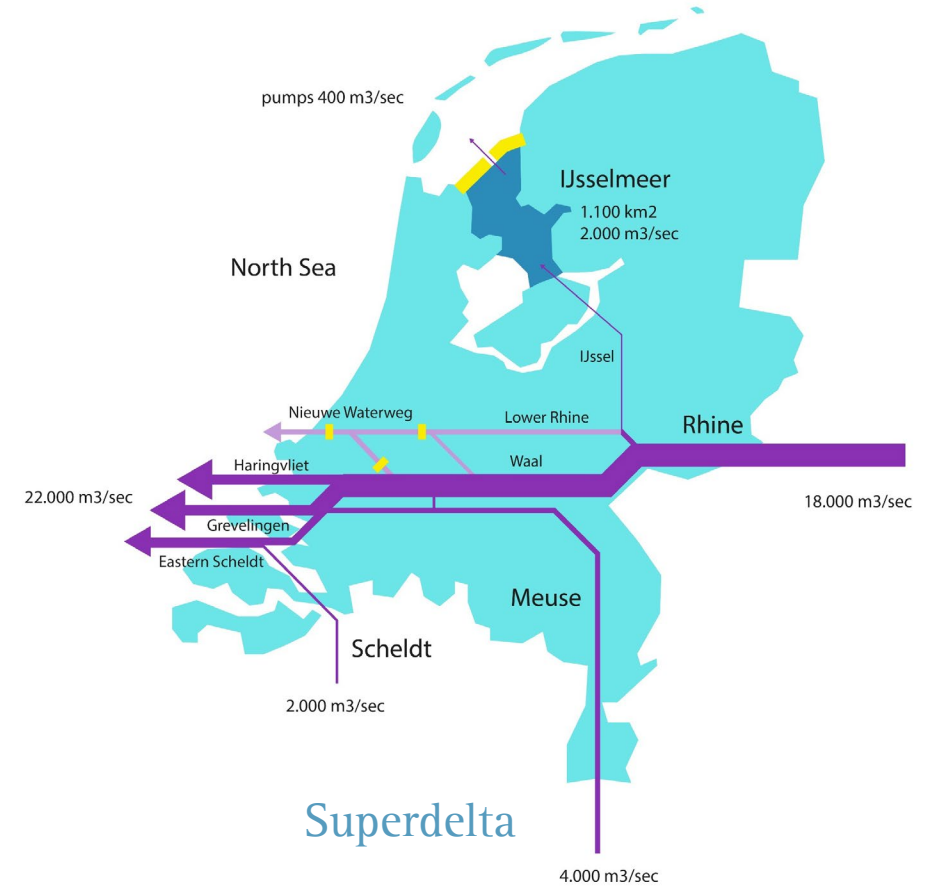 pumps 400 m3/sec
IJsselmeer
1.100 km2
2.000 m3/sec
North Sea
IJssel
Nieuwe Waterweg
Lower Rhine
Rhine
Haringvliet
Waal
22.000 m3/sec
18.000 m3/sec
Grevelingen
Eastern Scheldt
Meuse
Scheldt
2.000 m3/sec
Superdelta
4.000 m3/sec